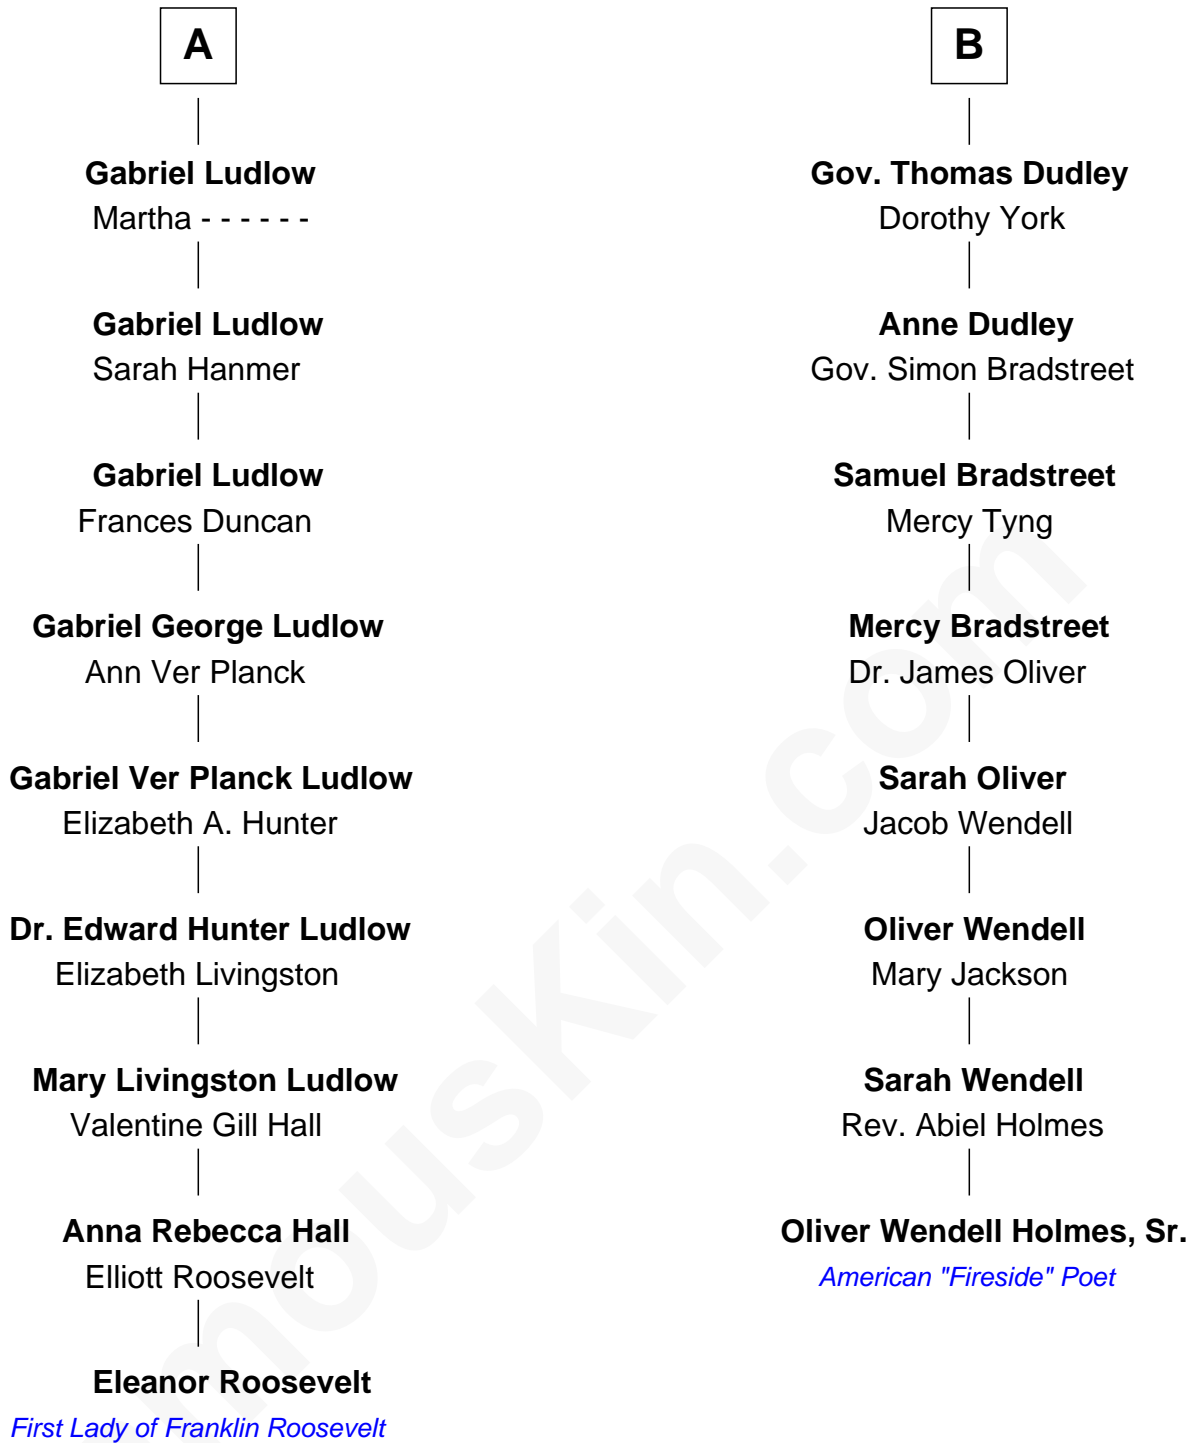 A
Gabriel Ludlow
Martha - - - - - -
Gabriel Ludlow
Sarah Hanmer
Gabriel Ludlow
Frances Duncan
Gabriel George Ludlow
Ann Ver Planck
Gabriel Ver Planck Ludlow
Elizabeth A. Hunter
Dr. Edward Hunter Ludlow
Elizabeth Livingston
Mary Livingston Ludlow
Valentine Gill Hall
Anna Rebecca Hall
Elliott Roosevelt
Eleanor Roosevelt
First Lady of Franklin Roosevelt
B
Gov. Thomas Dudley
Dorothy York
Anne Dudley
Gov. Simon Bradstreet
Samuel Bradstreet
Mercy Tyng
Mercy Bradstreet
Dr. James Oliver
Sarah Oliver
Jacob Wendell
Oliver Wendell
Mary Jackson
Sarah Wendell
Rev. Abiel Holmes
Oliver Wendell Holmes, Sr.
American "Fireside" Poet
mousKin.com